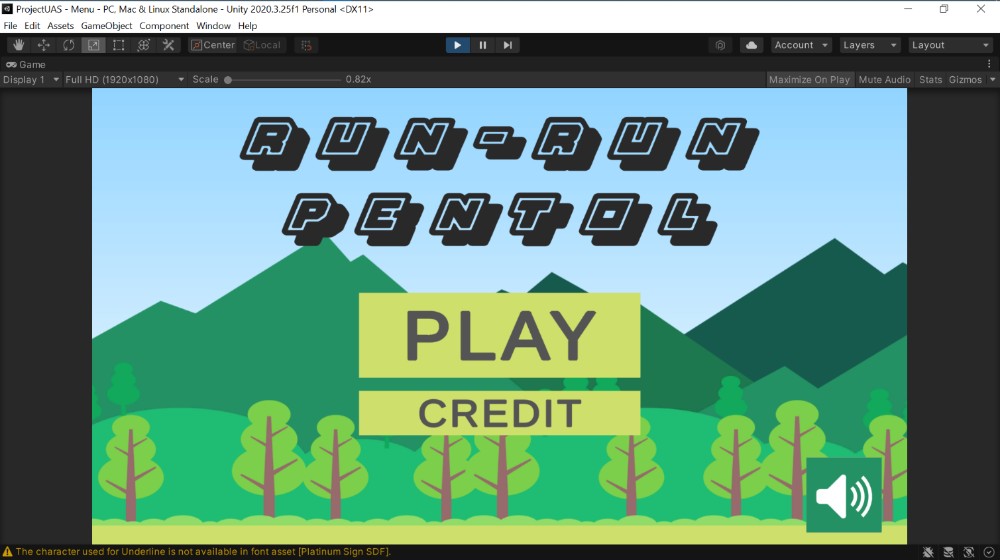 ProjectUAS - Menu - PC, Mac & Linux Standalone - Unity 2020.3.25f1 Personal <DX11>
File Edit Assets GameObject Component Window Help
Center Local Account Layers Layout
Game
Display 1 Full HD (1920x1080) Scale 0.82x Maximize On Play Mute Audio Stats Gizmos
RUN-RUN
PENTOL
PLAY
CREDIT
The character used for Underline is not available in font asset [Platinum Sign SDF].